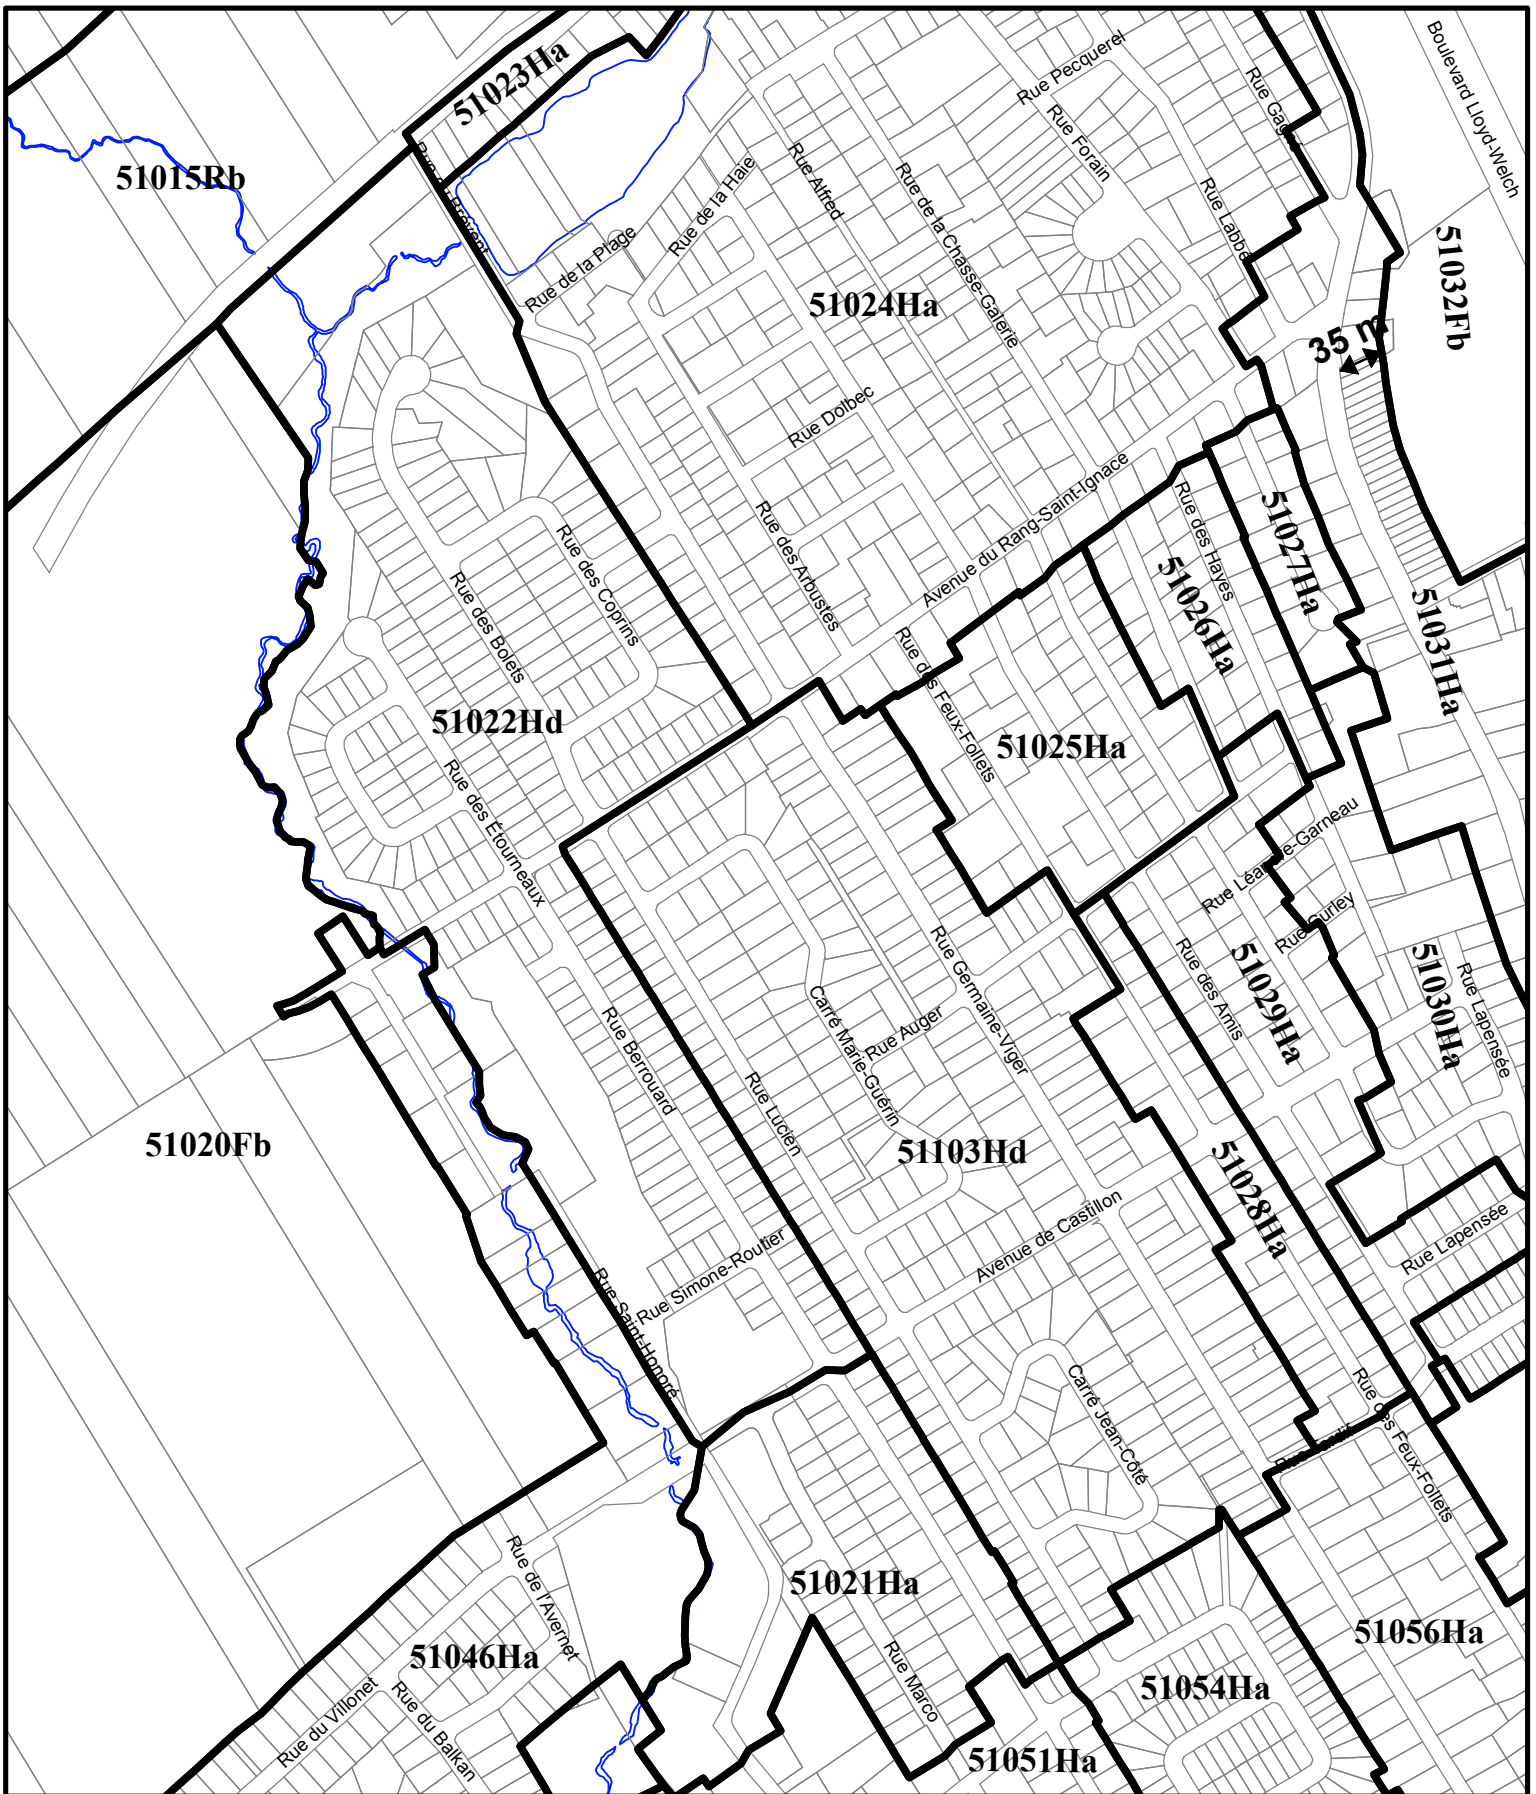 51023Ha
Boulevard Lloyd-Welch
Rue Pecquerel
Rue Gagné
Rue Forain
51015Rb
Rue du Brévent
Rue de la Haie
Rue Alfred
Rue de la Chasse-Galerie
Rue Labbé
Rue de la Plage
51032Fb
51024Ha
35 m
Rue Dolbec
Avenue du Rang-Saint-Ignace
Rue des Hayes
51027Ha
Rue des Arbustes
Rue des Coprins
Rue des Bolets
51026Ha
51031Ha
Rue des Feux-Follets
51022Hd
51025Ha
Rue des Étourneaux
Rue Léa
-Garneau
Rue Gurley
Rue Germaine-Viger
Rue des Amis
51029Ha
51030Ha
Rue Lapensée
Carré Marie-Guérin
Rue Auger
Rue Berrouard
Rue Lucien
51020Fb
51103Hd
51028Ha
Rue Lapensée
Avenue de Castillon
Rue Simone-Routier
Rue Saint-Honoré
Carré Jean-Côté
Rue des Feux-Follets
Rue de l'Avernet
51021Ha
51046Ha
51056Ha
Rue Marco
51054Ha
Rue du Villonet
Rue du Balkan
51051Ha